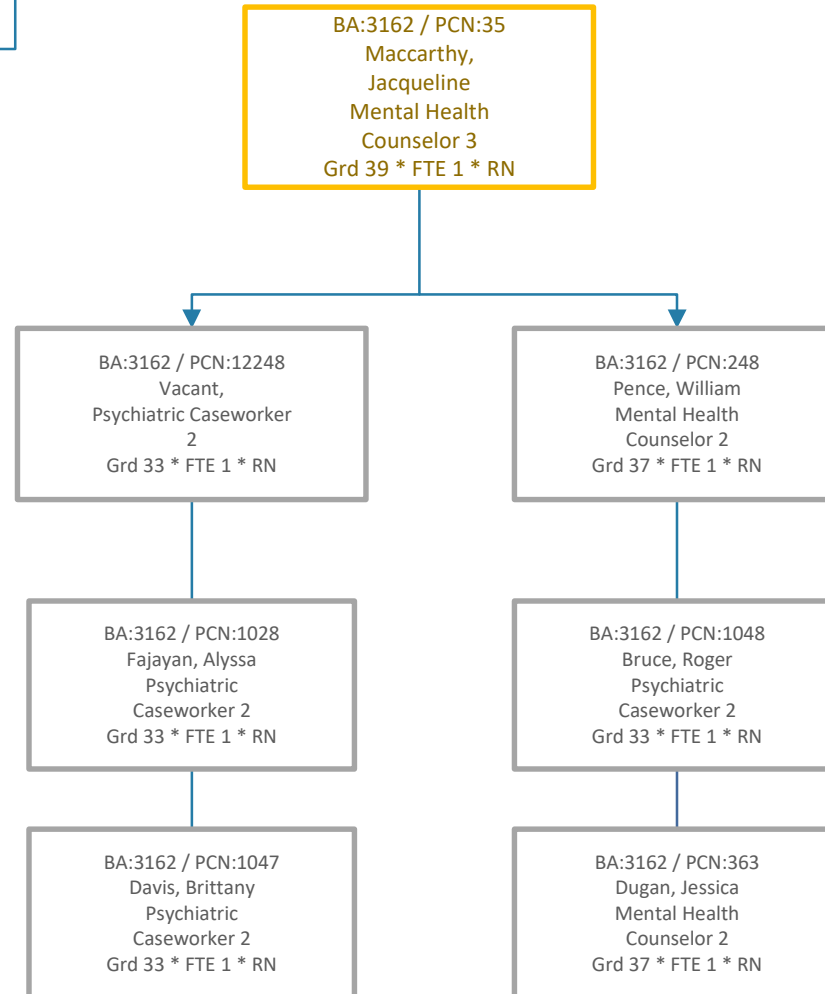 BA:3162 / PCN:35
Maccarthy,
Jacqueline
Mental Health
Counselor 3
Grd 39 * FTE 1 * RN
BA:3162 / PCN:12248
Vacant,
Psychiatric Caseworker
2
Grd 33 * FTE 1 * RN
BA:3162 / PCN:248
Pence, William
Mental Health
Counselor 2
Grd 37 * FTE 1 * RN
BA:3162 / PCN:1028
Fajayan, Alyssa
Psychiatric
Caseworker 2
Grd 33 * FTE 1 * RN
BA:3162 / PCN:1048
Bruce, Roger
Psychiatric
Caseworker 2
Grd 33 * FTE 1 * RN
BA:3162 / PCN:1047
Davis, Brittany
Psychiatric
Caseworker 2
Grd 33 * FTE 1 * RN
BA:3162 / PCN:363
Dugan, Jessica
Mental Health
Counselor 2
Grd 37 * FTE 1 * RN